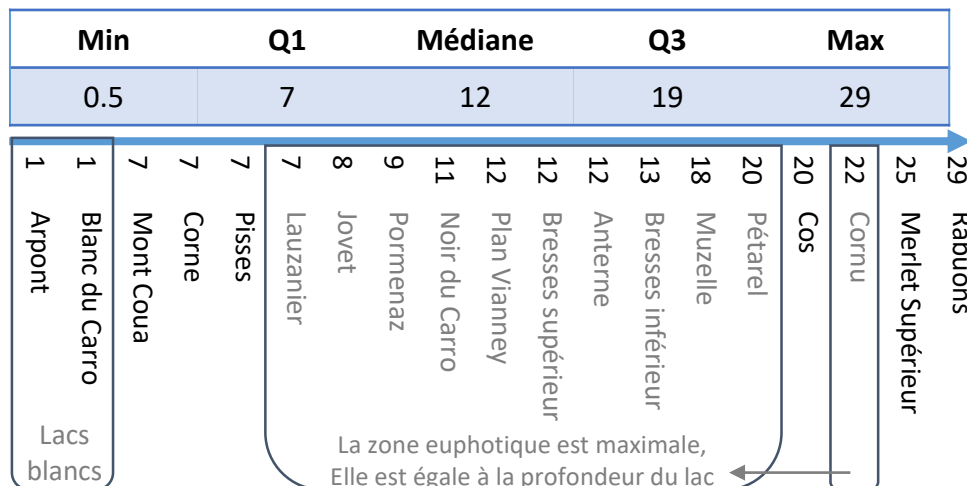 Min Q1 Médiane Q3 Max
0.5 7 12 19 29
1 Arpont
1 Blanc du Carro
7 Mont Coua
7 Corne
7 Pisses
7 Lauzanier
8 Jovet
9 Pormenaz
11 Noir du Carro
12 Plan Vianney
12 Bresses supérieur
12 Anterne
13 Bresses inférieur
18 Muzelle
20 Pétarel
20 Cos
22 Cornu
25 Merlet Supérieur
29 Rabuons
Lacs
blancs
La zone euphotique est maximale,
Elle est égale à la profondeur du lac